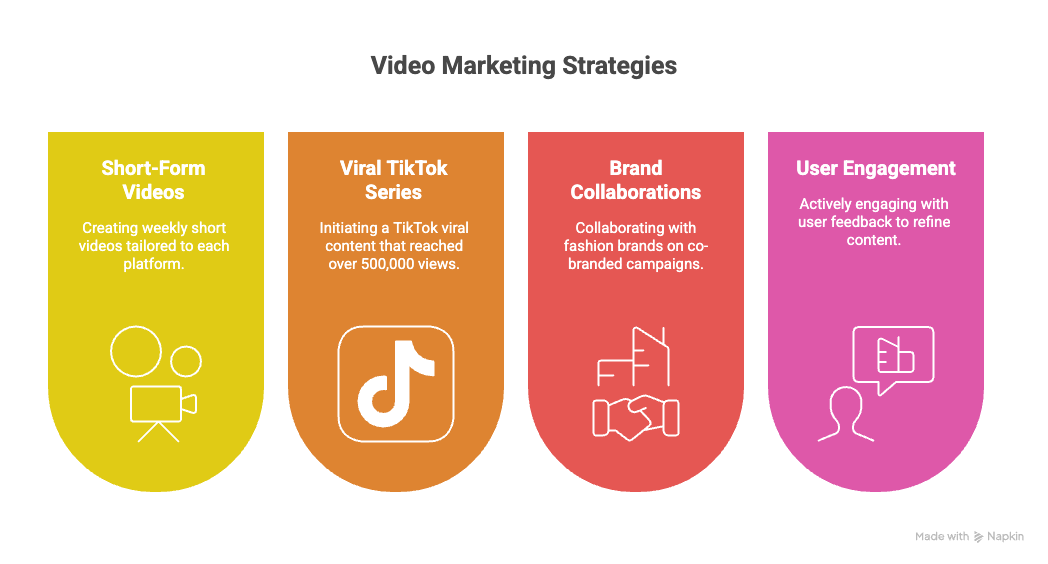 Video Marketing Strategies
Short-Form
Videos
Creating weekly short
videos tailored to each
platform.
Viral TikTok
Series
Initiating a TikTok viral
content that reached
over 500,000 views.
Brand
Collaborations
Collaborating with
fashion brands on co-
branded campaigns.
User Engagement
Actively engaging with
user feedback to refine
content.
Made with Napkin